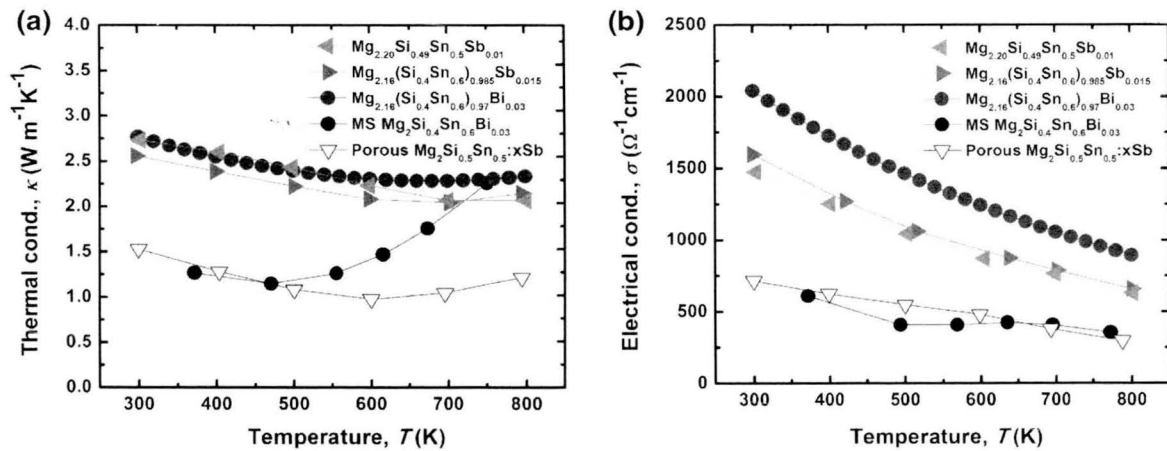 (a)
4.0
3.5
3.0
2.5
2.0
1.5
1.0
0.5
0.0
Thermal cond., κ (W m⁻¹K⁻¹)
Mg₂.₂₀Si₀.₄₉Sn₀.₅Sb₀.₀₁
Mg₂.₁₆(Si₀.₄Sn₀.₆)₀.₉₈₅Sb₀.₀₁₅
Mg₂.₁₆(Si₀.₄Sn₀.₆)₀.₉₇Bi₀.₀₃
MS Mg₂Si₀.₄Sn₀.₆Bi₀.₀₃
Porous Mg₂Si₀.₅Sn₀.₅:xSb
300 400 500 600 700 800
Temperature, T (K)
(b)
2500
2000
1500
1000
500
0
Electrical cond., σ (Ω⁻¹cm⁻¹)
Mg₂.₂₀Si₀.₄₉Sn₀.₅Sb₀.₀₁
Mg₂.₁₆(Si₀.₄Sn₀.₆)₀.₉₈₅Sb₀.₀₁₅
Mg₂.₁₆(Si₀.₄Sn₀.₆)₀.₉₇Bi₀.₀₃
MS Mg₂Si₀.₄Sn₀.₆Bi₀.₀₃
Porous Mg₂Si₀.₅Sn₀.₅:xSb
300 400 500 600 700 800
Temperature, T (K)